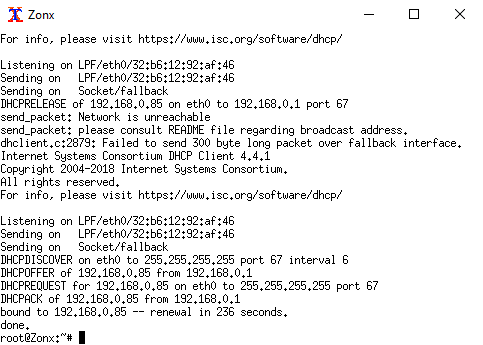 Zonx
For info, please visit https://www.isc.org/software/dhcp/
Listening on LPF/eth0/32:b6:12:92:af:46
Sending on   LPF/eth0/32:b6:12:92:af:46
Sending on   Socket/fallback
DHCPRELEASE of 192.168.0.85 on eth0 to 192.168.0.1 port 67
send_packet: Network is unreachable
send_packet: please consult README file regarding broadcast address.
dhclient.c:2879: Failed to send 300 byte long packet over fallback interface.
Internet Systems Consortium DHCP Client 4.4.1
Copyright 2004-2018 Internet Systems Consortium.
All rights reserved.
For info, please visit https://www.isc.org/software/dhcp/
Listening on LPF/eth0/32:b6:12:92:af:46
Sending on   LPF/eth0/32:b6:12:92:af:46
Sending on   Socket/fallback
DHCPDISCOVER on eth0 to 255.255.255.255 port 67 interval 6
DHCPOFFER of 192.168.0.85 from 192.168.0.1
DHCPREQUEST for 192.168.0.85 on eth0 to 255.255.255.255 port 67
DHCPACK of 192.168.0.85 from 192.168.0.1
bound to 192.168.0.85 -- renewal in 236 seconds.
done.
root@Zonx:~#